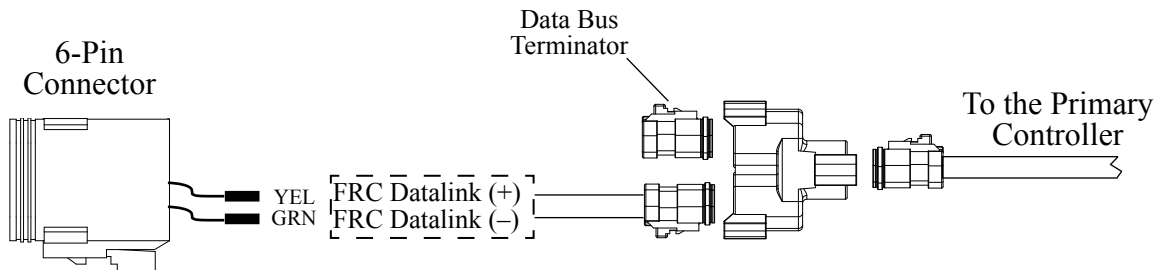 Data Bus
Terminator
6-Pin
Connector
To the Primary
Controller
YEL FRC Datalink (+)
GRN FRC Datalink (–)